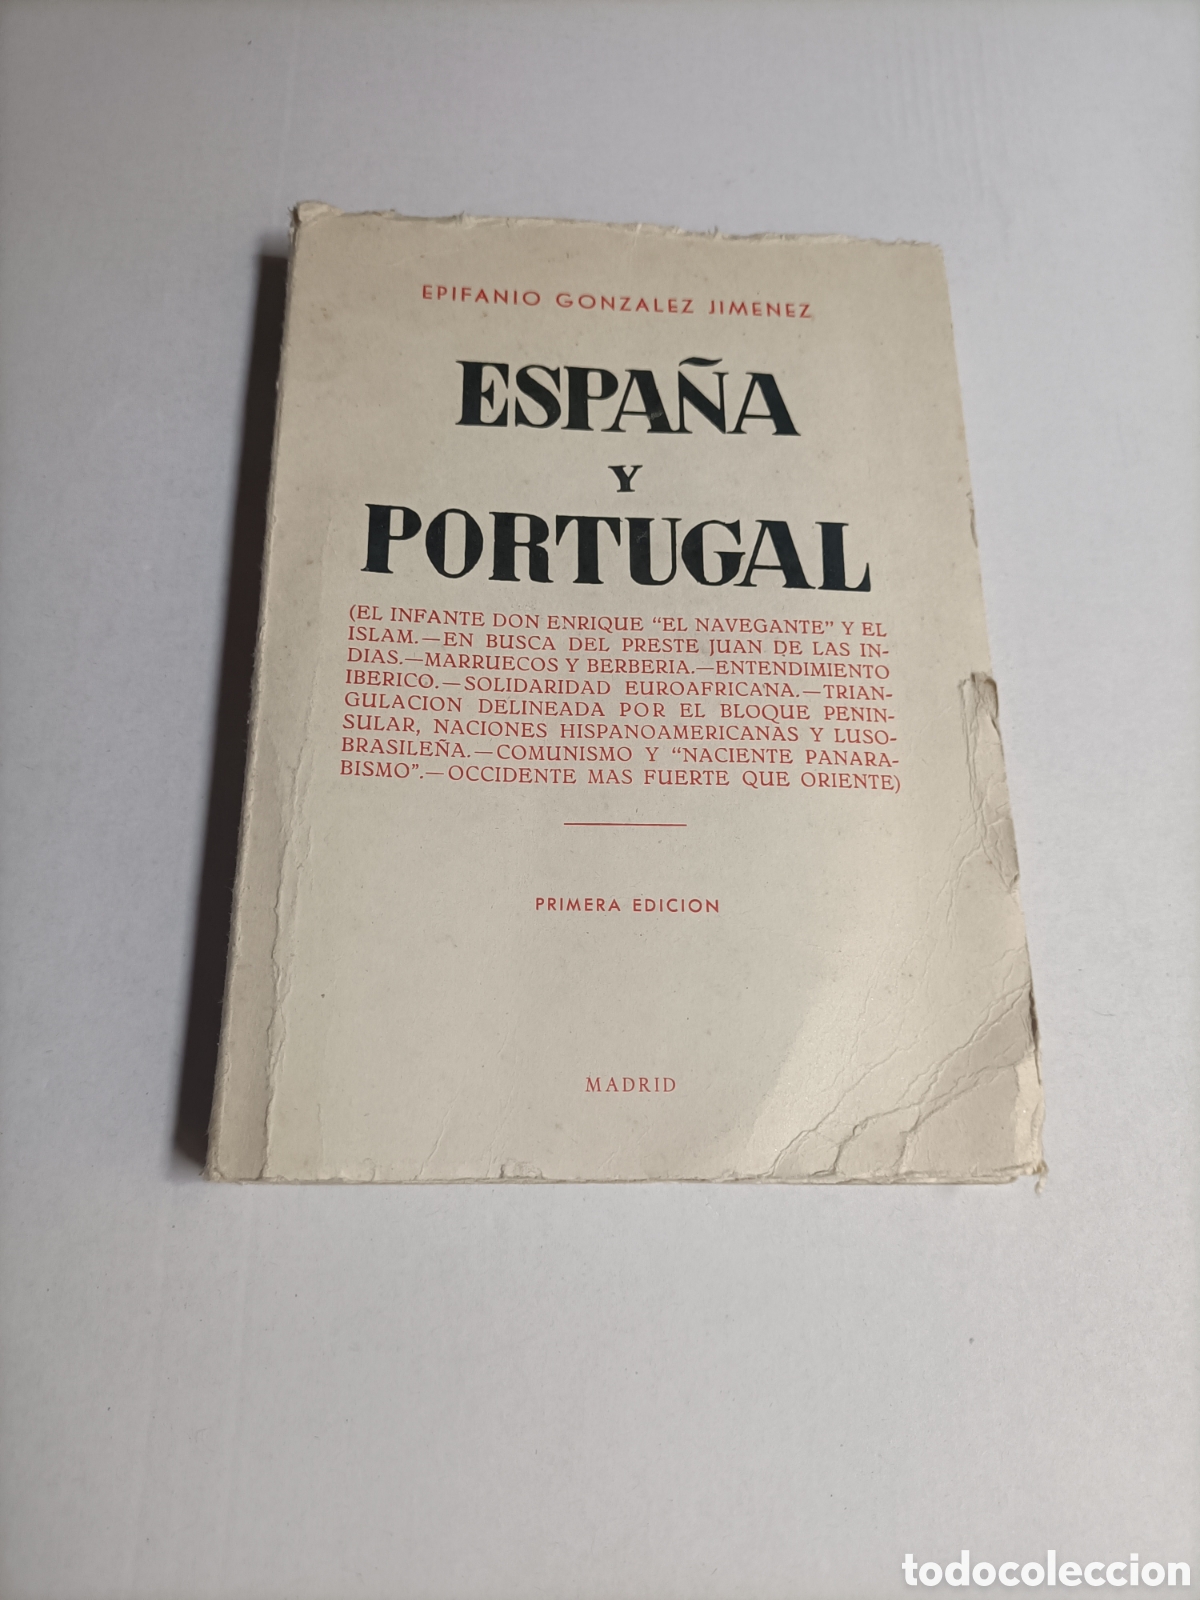 EPIFANIO GONZALEZ JIMENEZ
ESPAÑA
Y
PORTUGAL
(EL INFANTE DON ENRIQUE "EL NAVEGANTE" Y EL
ISLAM.—EN BUSCA DEL PRESTE JUAN DE LAS IN-
DIAS.—MARRUECOS Y BERBERIA.—ENTENDIMIENTO
IBERICO.—SOLIDARIDAD EUROAFRICANA.—TRIAN-
GULACION DELINEADA POR EL BLOQUE PENIN-
SULAR, NACIONES HISPANOAMERICANAS Y LUSO-
BRASILEÑA.—COMUNISMO Y "NACIENTE PANARA-
BISMO".—OCCIDENTE MAS FUERTE QUE ORIENTE)
PRIMERA EDICION
MADRID
todocoleccion